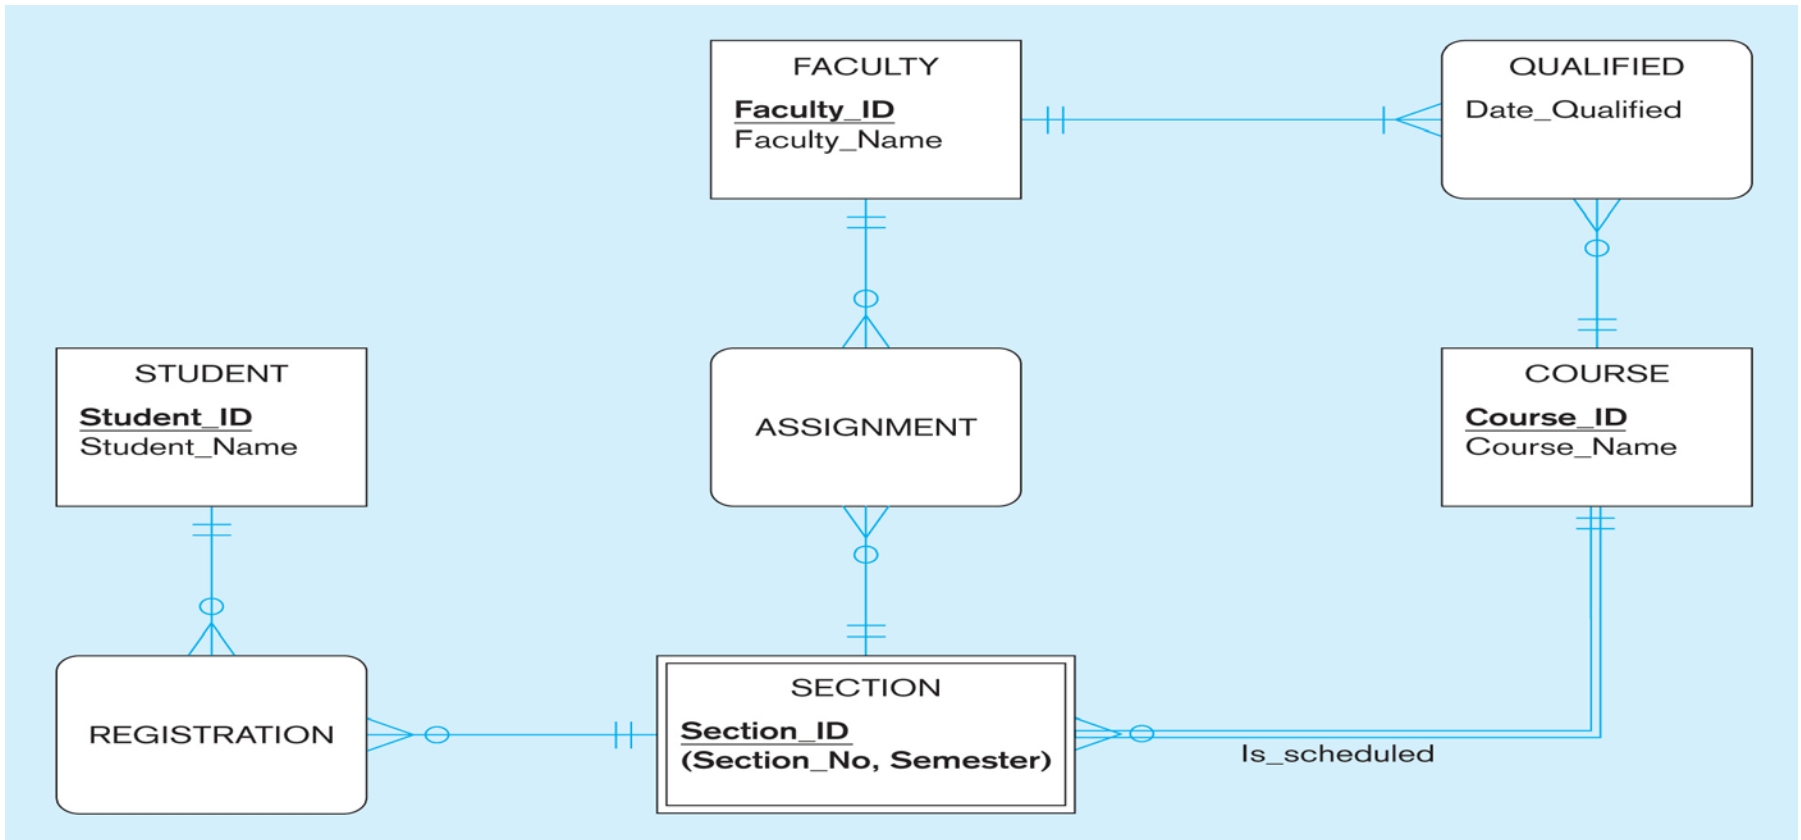 FACULTY
Faculty_ID
Faculty_Name
QUALIFIED
Date_Qualified
STUDENT
Student_ID
Student_Name
ASSIGNMENT
COURSE
Course_ID
Course_Name
REGISTRATION
SECTION
Section_ID
(Section_No, Semester)
Is_scheduled